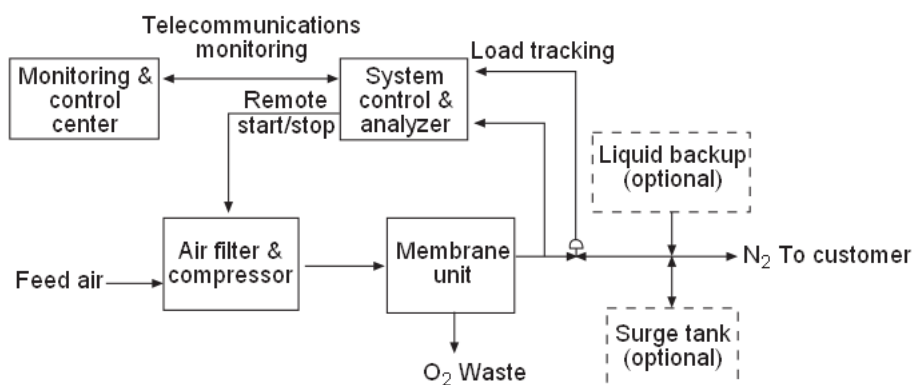 Telecommunications
monitoring
Load tracking
Monitoring &
control
center
System
control &
analyzer
Remote
start/stop
Liquid backup
(optional)
Air filter &
compressor
Membrane
unit
Feed air
N₂ To customer
Surge tank
(optional)
O₂ Waste